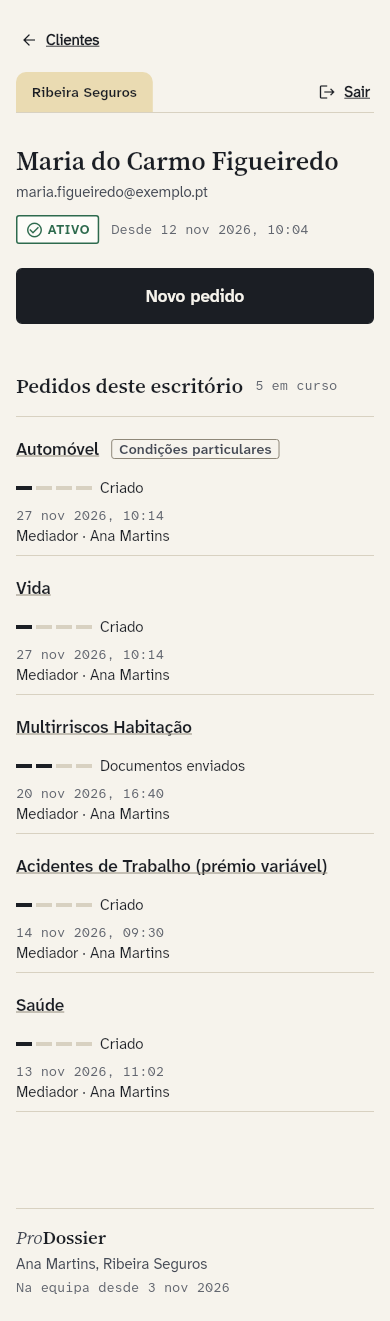 Clientes
Ribeira Seguros
Sair
Maria do Carmo Figueiredo
maria.figueiredo@exemplo.pt
ATIVO Desde 12 nov 2026, 10:04
Novo pedido
Pedidos deste escritório 5 em curso
Automóvel Condições particulares
Criado
27 nov 2026, 10:14
Mediador · Ana Martins
Vida
Criado
27 nov 2026, 10:14
Mediador · Ana Martins
Multirriscos Habitação
Documentos enviados
20 nov 2026, 16:40
Mediador · Ana Martins
Acidentes de Trabalho (prémio variável)
Criado
14 nov 2026, 09:30
Mediador · Ana Martins
Saúde
Criado
13 nov 2026, 11:02
Mediador · Ana Martins
ProDossier
Ana Martins, Ribeira Seguros
Na equipa desde 3 nov 2026